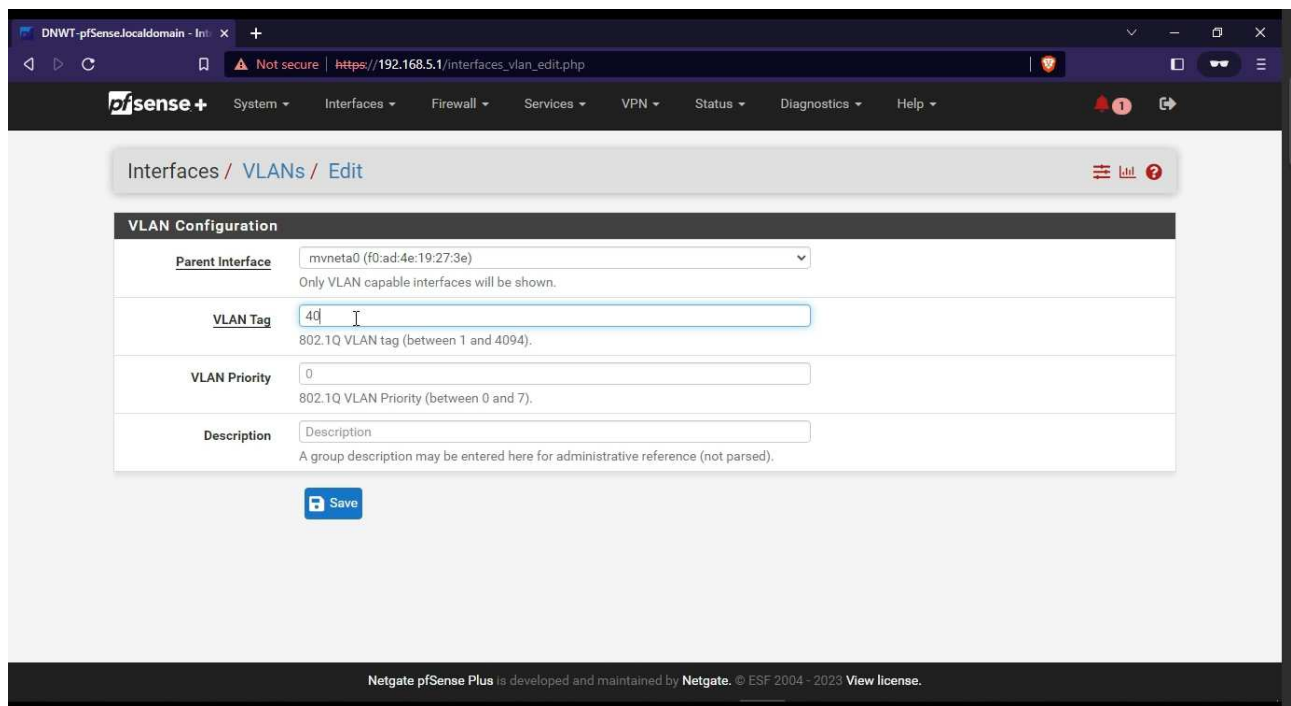 DNWT-pfSense.localdomain - Int
Not secure | https://192.168.5.1/interfaces_vlan_edit.php
pfsense + System Interfaces Firewall Services VPN Status Diagnostics Help 1
Interfaces / VLANs / Edit
VLAN Configuration
Parent Interface mvneta0 (f0:ad:4e:19:27:3e)
Only VLAN capable interfaces will be shown.
VLAN Tag 40
802.1Q VLAN tag (between 1 and 4094).
VLAN Priority 0
802.1Q VLAN Priority (between 0 and 7).
Description Description
A group description may be entered here for administrative reference (not parsed).
Save
Netgate pfSense Plus is developed and maintained by Netgate. © ESF 2004 - 2023 View license.